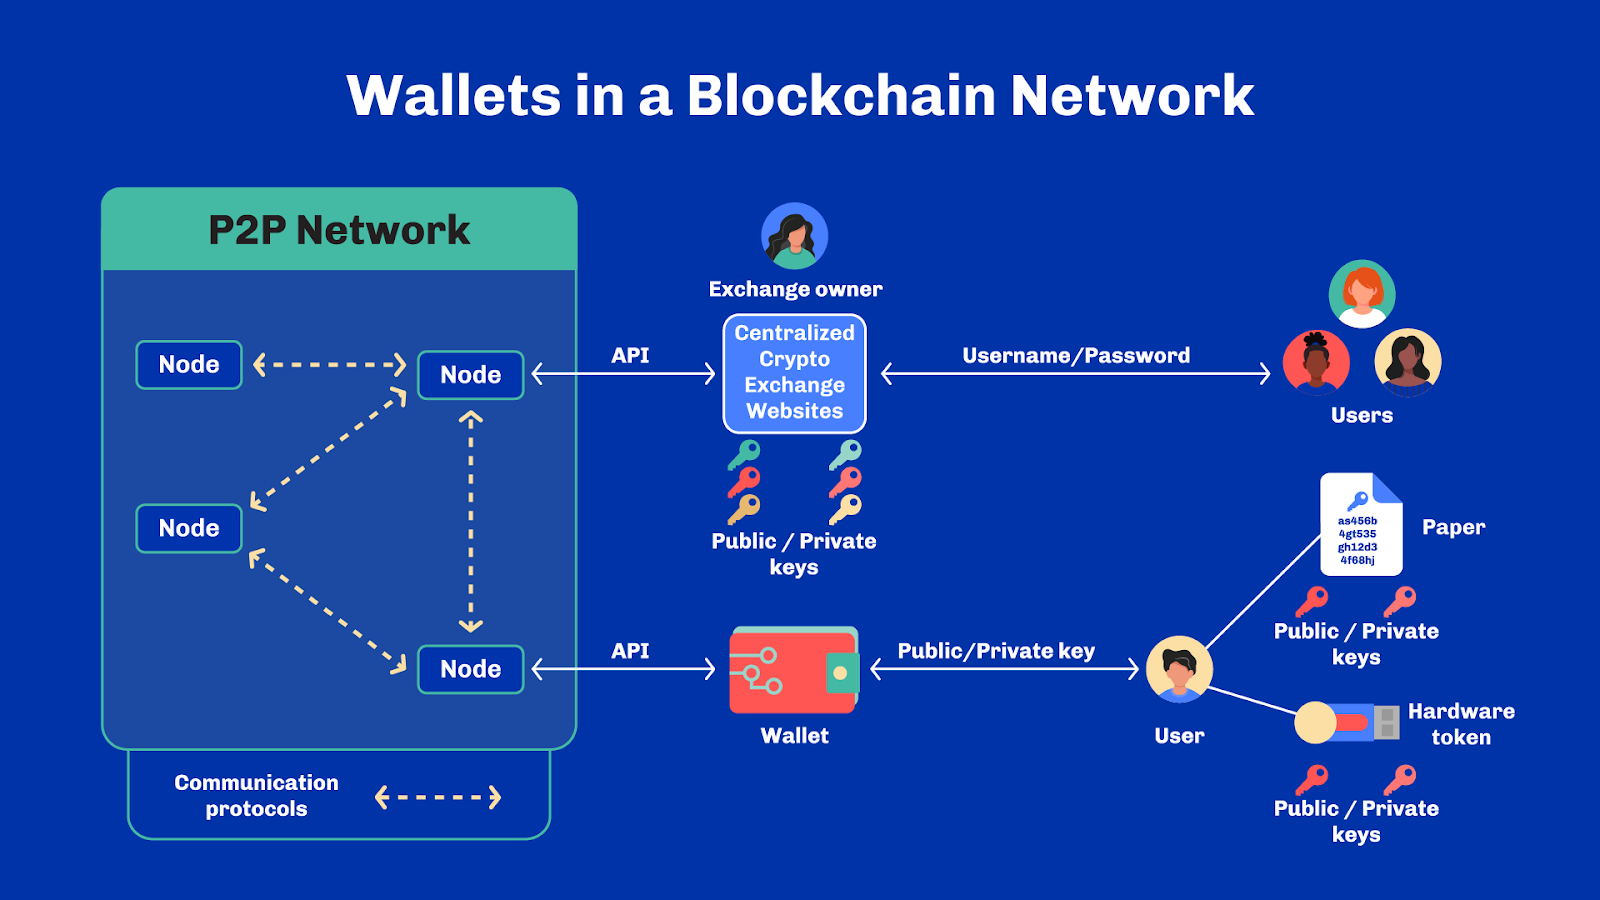 Wallets in a Blockchain Network
P2P Network
Node
Node
Node
Node
Communication
protocols
API
API
Exchange owner
Centralized
Crypto
Exchange
Websites
Public / Private
keys
Wallet
Username/Password
Users
Public/Private key
User
as456b
4gt535
gh12d3
4f68hj
Paper
Public / Private
keys
Hardware
token
Public / Private
keys